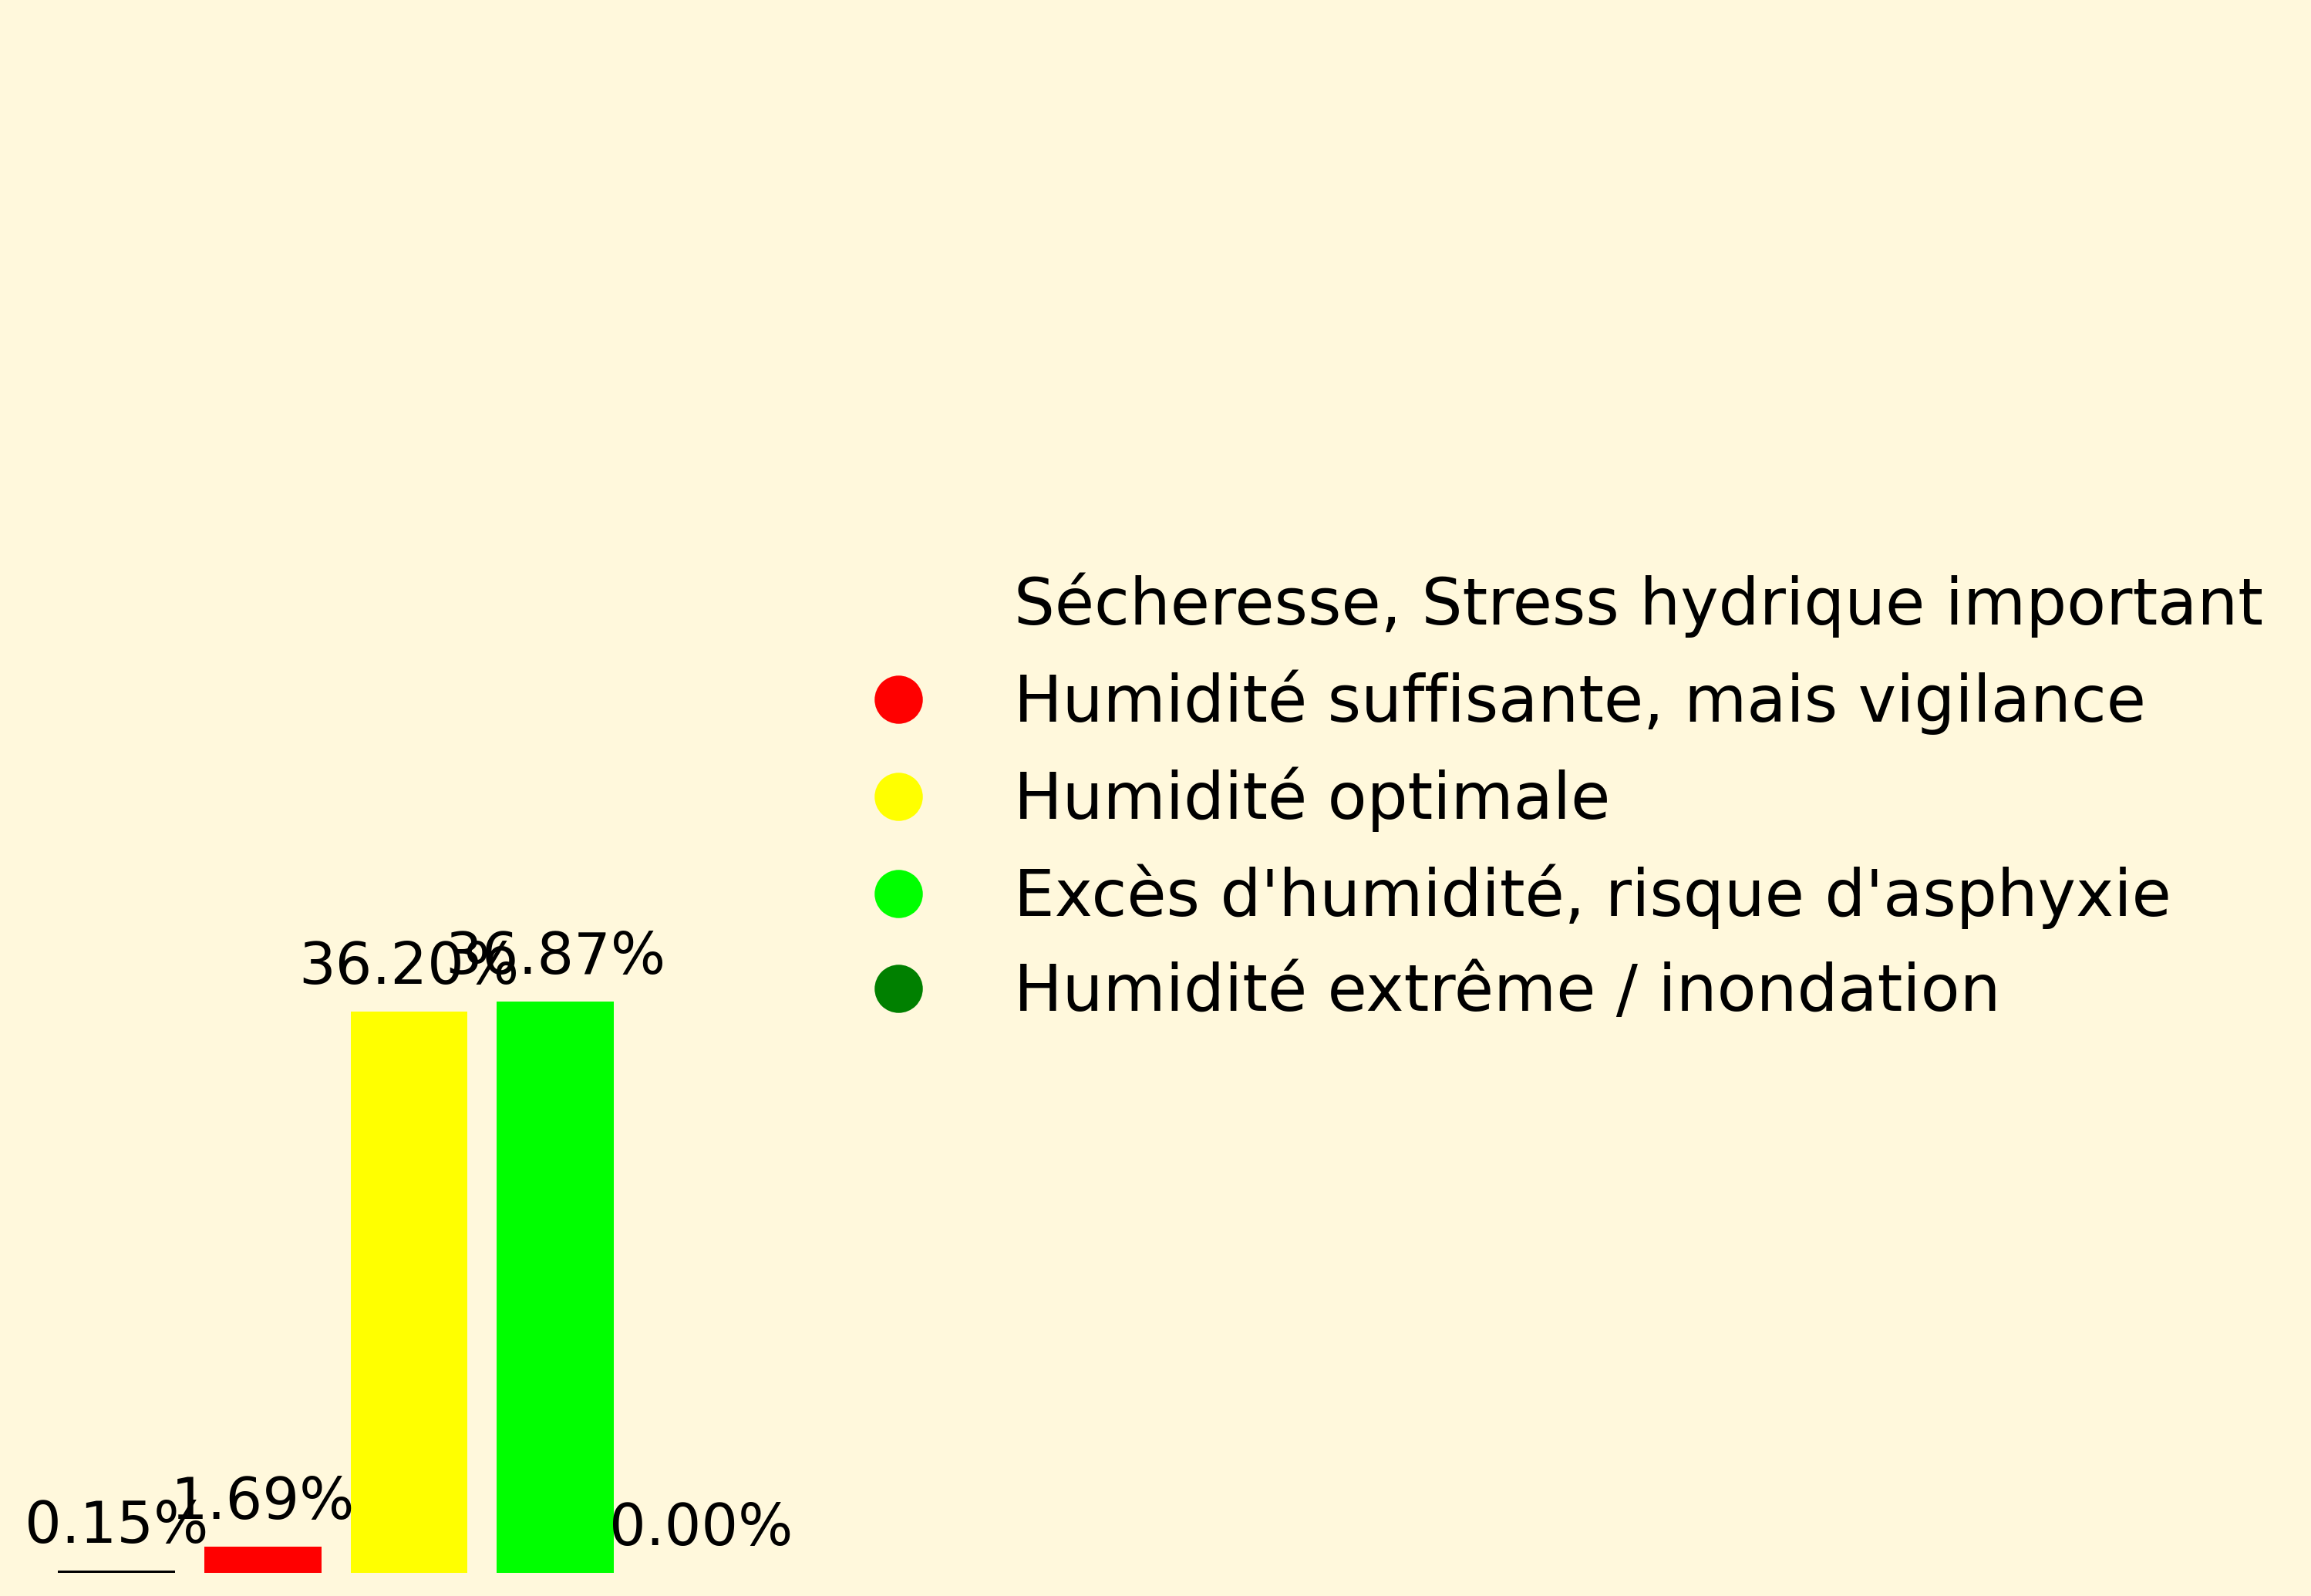 Sécheresse, Stress hydrique important
Humidité suffisante, mais vigilance
Humidité optimale
Excès d'humidité, risque d'asphyxie
Humidité extrême / inondation
36.20%
36.87%
0.15%
1.69%
0.00%